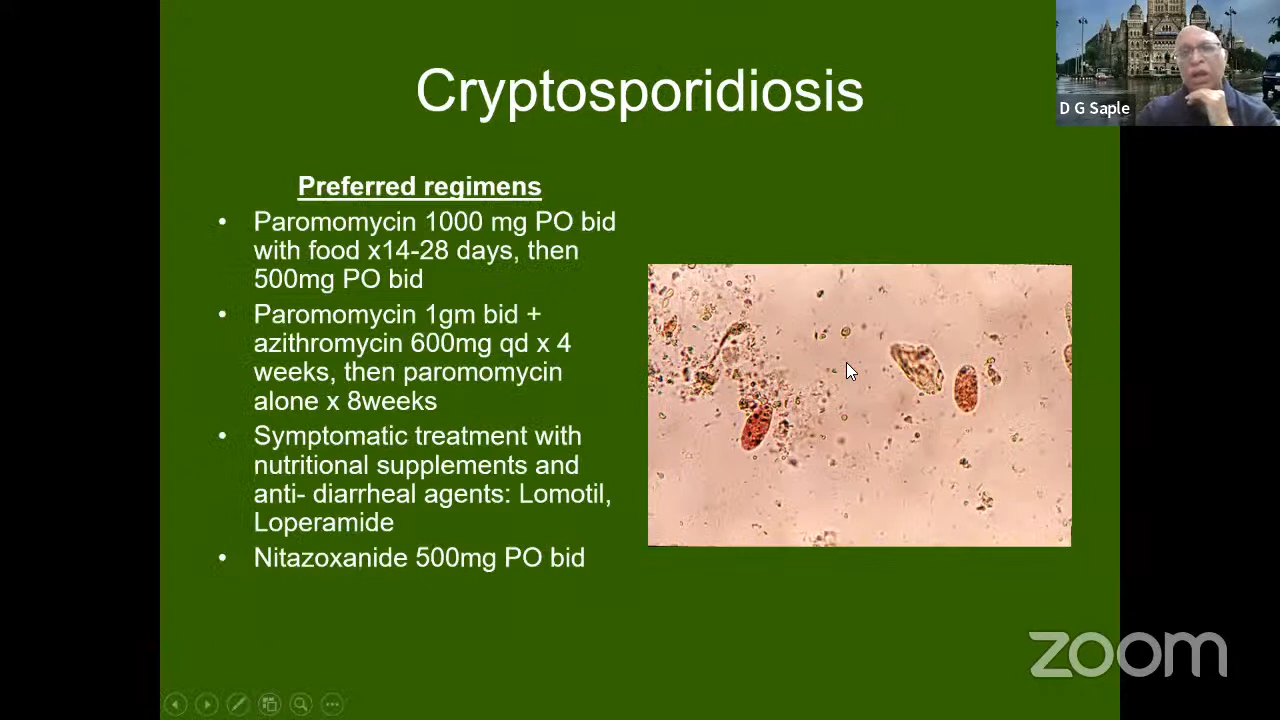 Cryptosporidiosis
D G Saple
Preferred regimens
• Paromomycin 1000 mg PO bid
with food x14-28 days, then
500mg PO bid
• Paromomycin 1gm bid +
azithromycin 600mg qd x 4
weeks, then paromomycin
alone x 8weeks
• Symptomatic treatment with
nutritional supplements and
anti- diarrheal agents: Lomotil,
Loperamide
• Nitazoxanide 500mg PO bid
zoom